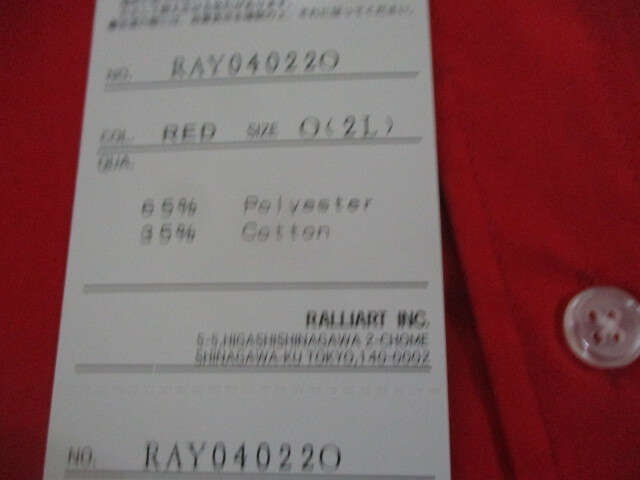 NO. RAY040220
COL. RED SIZE O(2L)
QUA.
65% Polyester
35% Cotton
RALLIART INC.
5-5,HIGASHISHINAGAWA 2-CHOME
SHINAGAWA-KU TOKYO,140-0002
NO. RAY040220